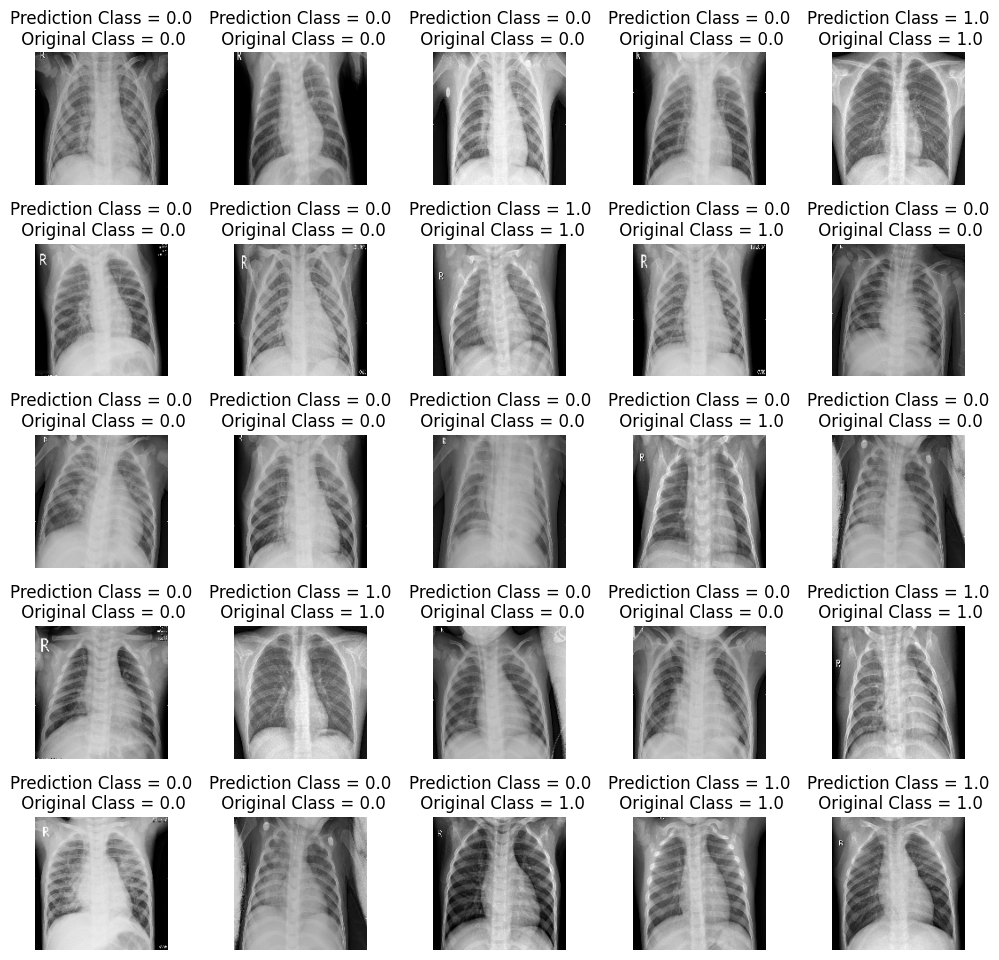 Prediction Class = 0.0 Prediction Class = 0.0 Prediction Class = 0.0 Prediction Class = 0.0 Prediction Class = 1.0
Original Class = 0.0 Original Class = 0.0 Original Class = 0.0 Original Class = 0.0 Original Class = 1.0
R R R
Prediction Class = 0.0 Prediction Class = 0.0 Prediction Class = 1.0 Prediction Class = 0.0 Prediction Class = 0.0
Original Class = 0.0 Original Class = 0.0 Original Class = 1.0 Original Class = 1.0 Original Class = 0.0
R R R R
Prediction Class = 0.0 Prediction Class = 0.0 Prediction Class = 0.0 Prediction Class = 0.0 Prediction Class = 0.0
Original Class = 0.0 Original Class = 0.0 Original Class = 0.0 Original Class = 1.0 Original Class = 0.0
R
Prediction Class = 0.0 Prediction Class = 1.0 Prediction Class = 0.0 Prediction Class = 0.0 Prediction Class = 1.0
Original Class = 0.0 Original Class = 1.0 Original Class = 0.0 Original Class = 0.0 Original Class = 1.0
R R
Prediction Class = 0.0 Prediction Class = 0.0 Prediction Class = 0.0 Prediction Class = 1.0 Prediction Class = 1.0
Original Class = 0.0 Original Class = 0.0 Original Class = 1.0 Original Class = 1.0 Original Class = 1.0
R R R